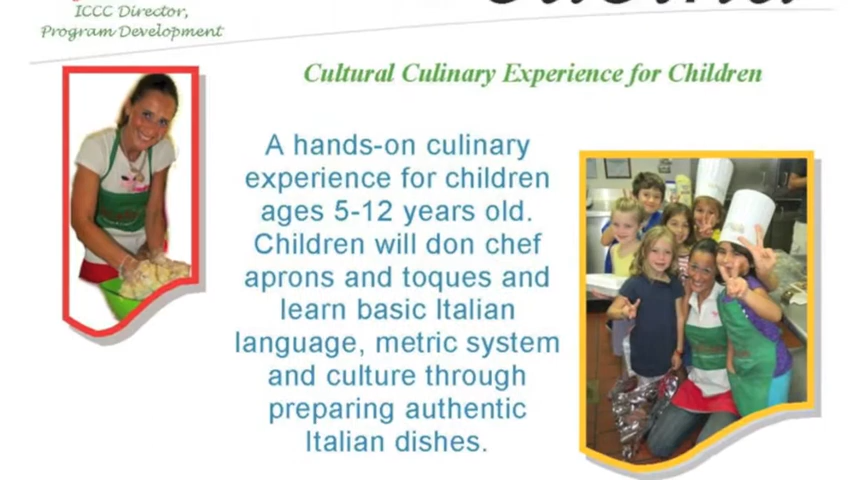 ICCC Director,
Program Development
Cultural Culinary Experience for Children
A hands-on culinary
experience for children
ages 5-12 years old.
Children will don chef
aprons and toques and
learn basic Italian
language, metric system
and culture through
preparing authentic
Italian dishes.